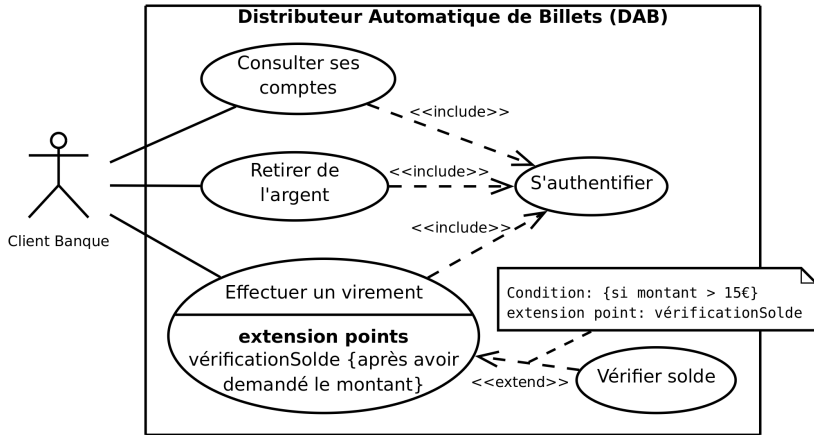 Distributeur Automatique de Billets (DAB)
Consulter ses
comptes
<<include>>
Retirer de
l'argent
<<include>>
S'authentifier
Client Banque
<<include>>
Effectuer un virement
extension points
vérificationSolde {après avoir
demandé le montant}
Condition: {si montant > 15€}
extension point: vérificationSolde
<<extend>>
Vérifier solde